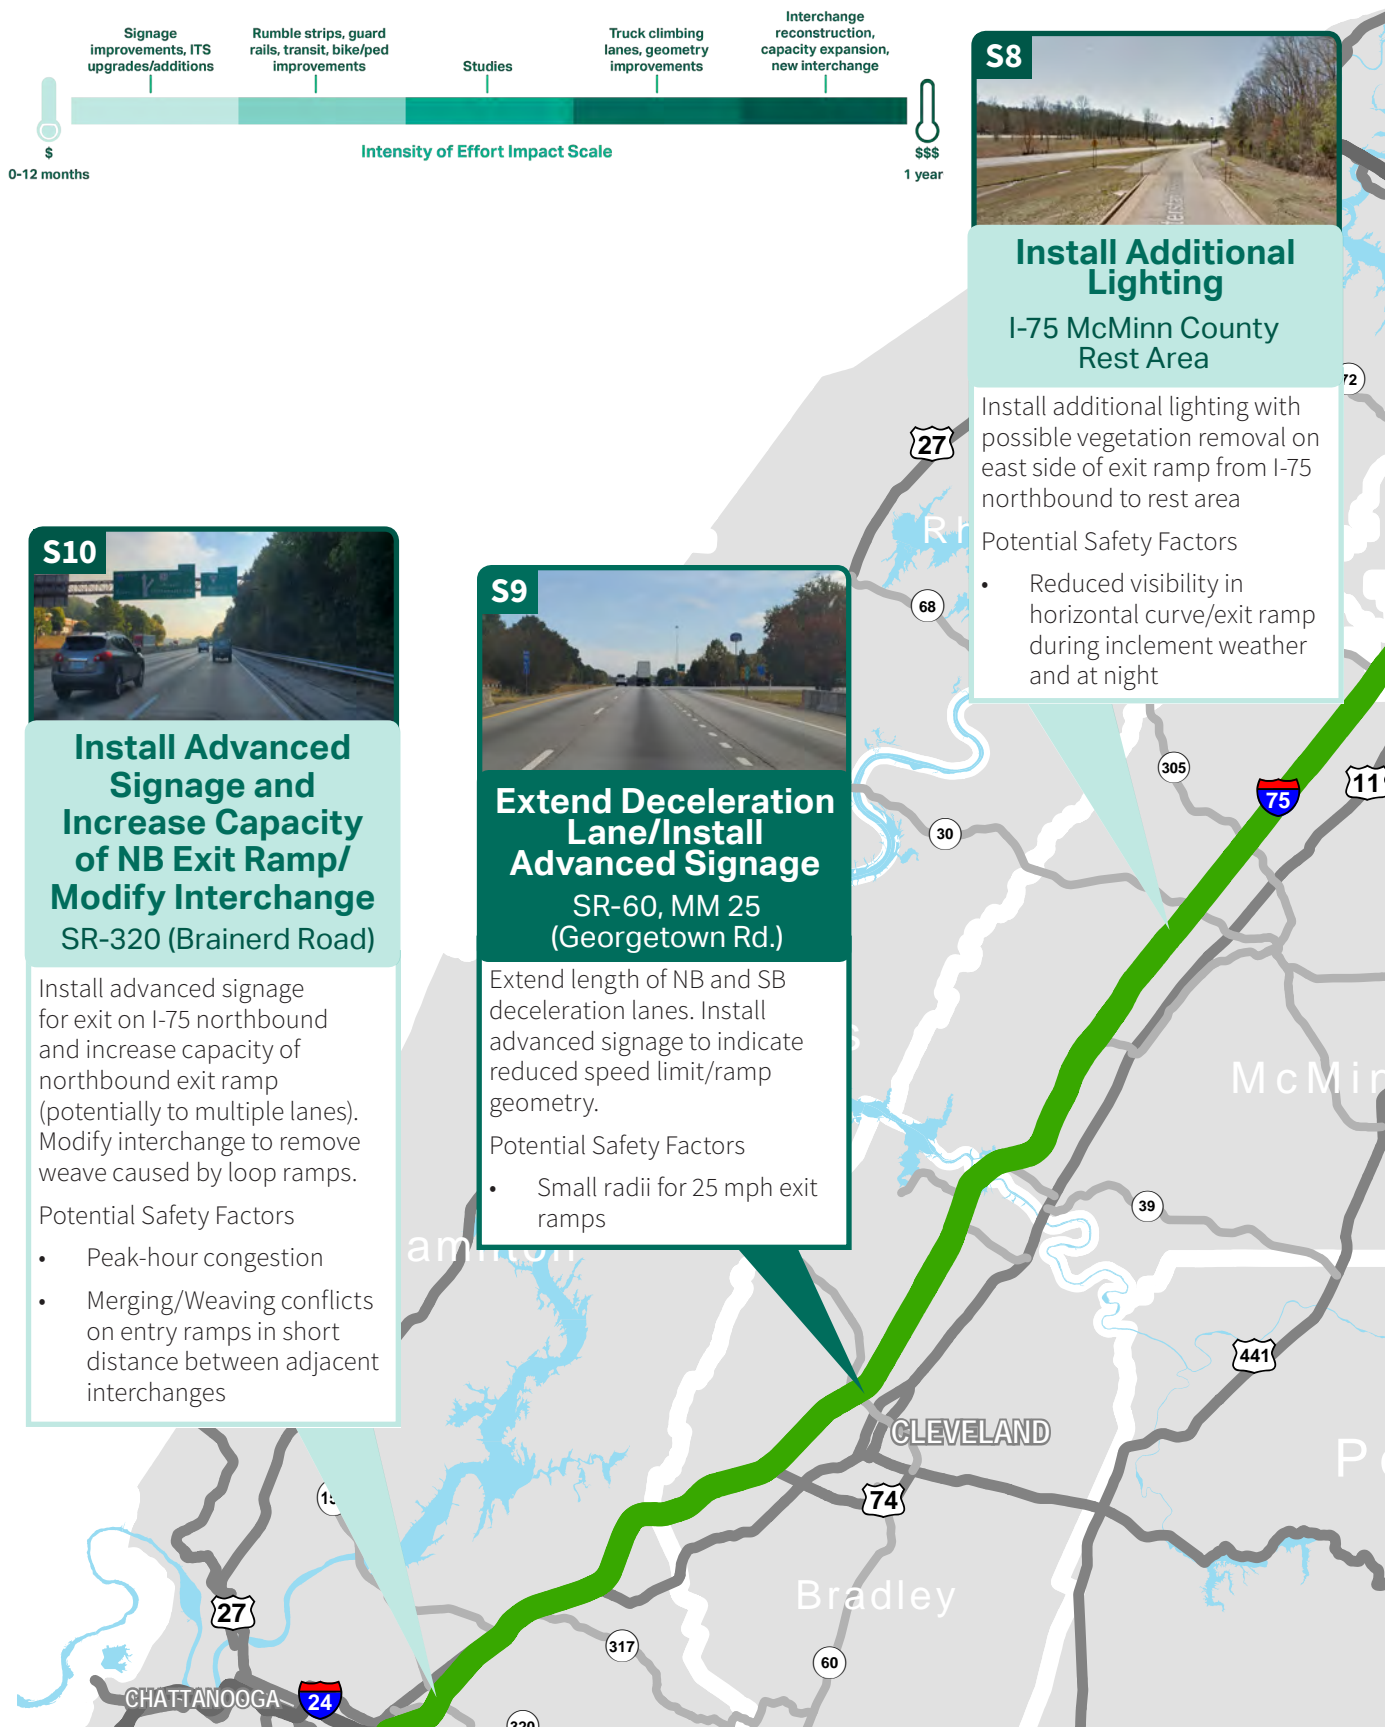 Signage
improvements, ITS
upgrades/additions
Rumble strips, guard
rails, transit, bike/ped
improvements
Studies
Truck climbing
lanes, geometry
improvements
Interchange
reconstruction,
capacity expansion,
new interchange
$
0-12 months
Intensity of Effort Impact Scale
$$$
1 year
S8
Install Additional
Lighting
I-75 McMinn County
Rest Area
Install additional lighting with
possible vegetation removal on
east side of exit ramp from I-75
northbound to rest area
Potential Safety Factors
• Reduced visibility in
horizontal curve/exit ramp
during inclement weather
and at night
S10
Install Advanced
Signage and
Increase Capacity
of NB Exit Ramp/
Modify Interchange
SR-320 (Brainerd Road)
Install advanced signage
for exit on I-75 northbound
and increase capacity of
northbound exit ramp
(potentially to multiple lanes).
Modify interchange to remove
weave caused by loop ramps.
Potential Safety Factors
• Peak-hour congestion
• Merging/Weaving conflicts
on entry ramps in short
distance between adjacent
interchanges
S9
Extend Deceleration
Lane/Install
Advanced Signage
SR-60, MM 25
(Georgetown Rd.)
Extend length of NB and SB
deceleration lanes. Install
advanced signage to indicate
reduced speed limit/ramp
geometry.
Potential Safety Factors
• Small radii for 25 mph exit
ramps
72
27
Rh
68
305
75
11
30
s
McMin
39
amilton
441
CLEVELAND
P
74
15
Bradley
27
317
60
CHATTANOOGA
24
320